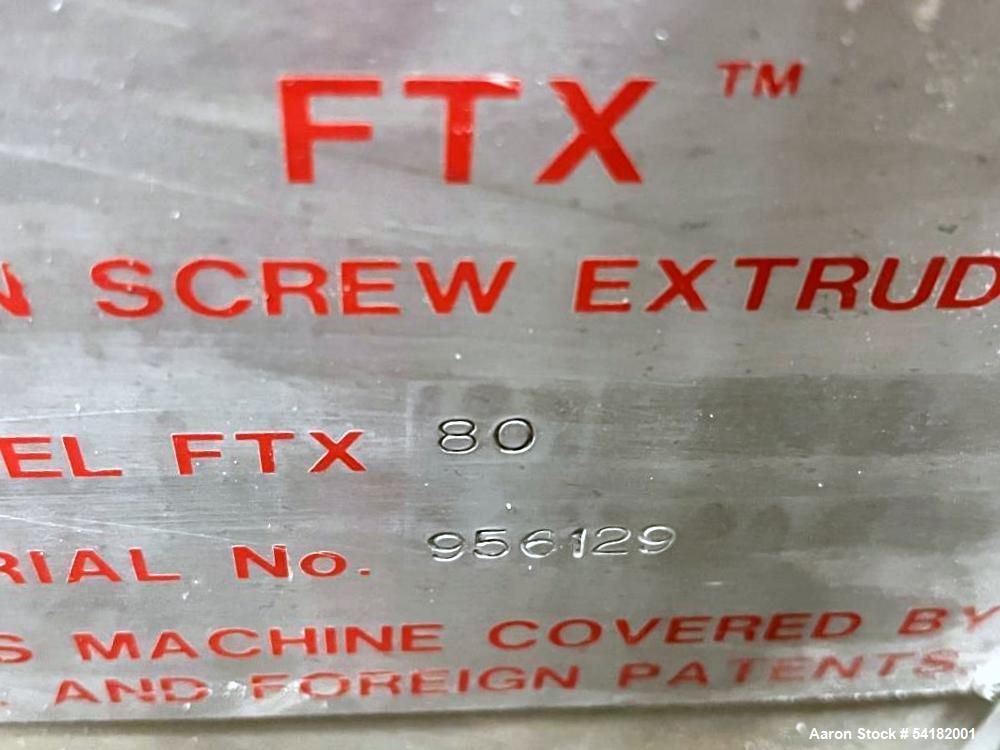 FTX ™
N SCREW EXTRUD
EL FTX 80
RIAL No. 956129
S MACHINE COVERED BY
. AND FOREIGN PATENTS
Aaron Stock # 54182001